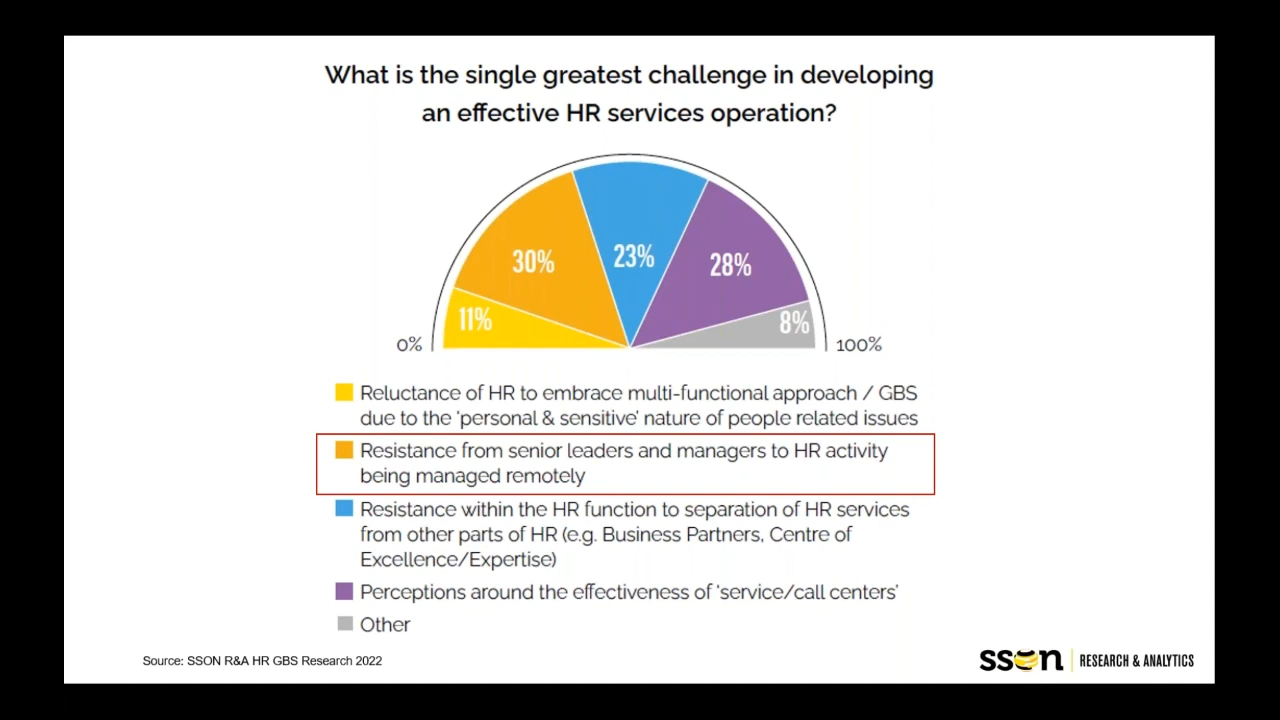 What is the single greatest challenge in developing
an effective HR services operation?
30%
23%
28%
11%
8%
0%
100%
Reluctance of HR to embrace multi-functional approach / GBS
due to the 'personal & sensitive' nature of people related issues
Resistance from senior leaders and managers to HR activity
being managed remotely
Resistance within the HR function to separation of HR services
from other parts of HR (e.g. Business Partners, Centre of
Excellence/Expertise)
Perceptions around the effectiveness of 'service/call centers'
Other
Source: SSON R&A HR GBS Research 2022
sson RESEARCH & ANALYTICS